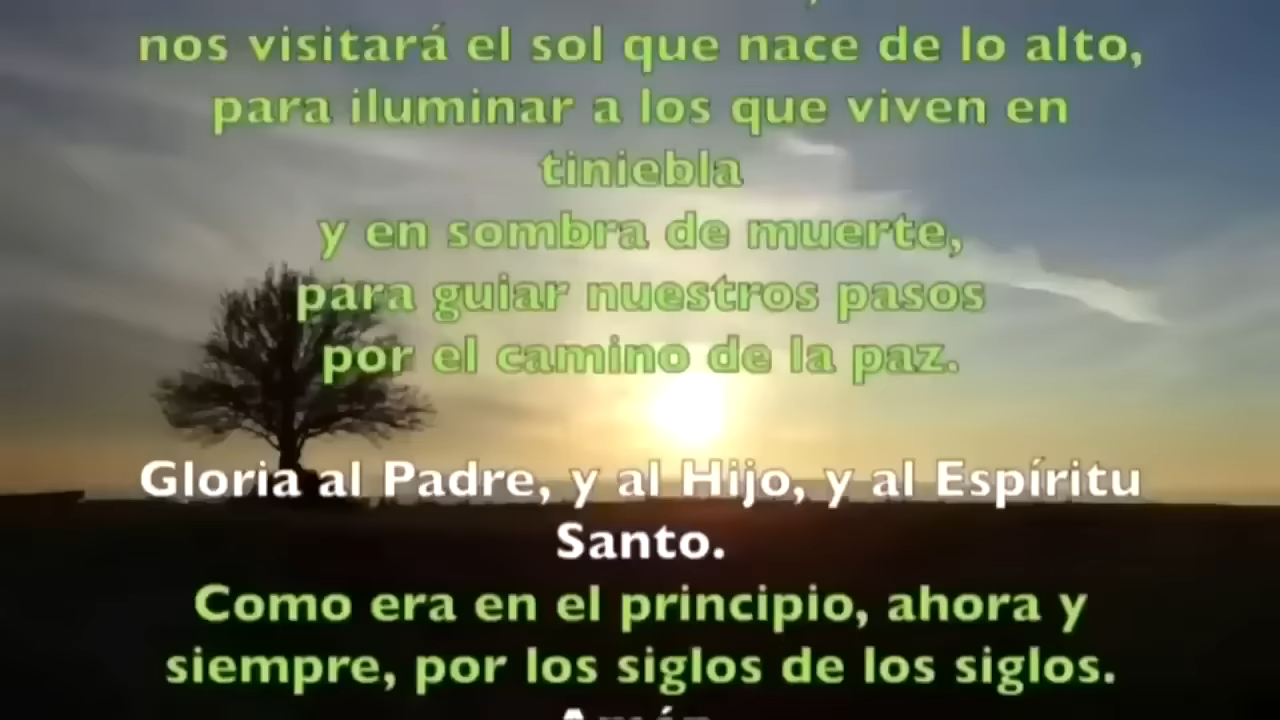 nos visitará el sol que nace de lo alto,
para iluminar a los que viven en
tiniebla
y en sombra de muerte,
para guiar nuestros pasos
por el camino de la paz.
Gloria al Padre, y al Hijo, y al Espíritu
Santo.
Como era en el principio, ahora y
siempre, por los siglos de los siglos.